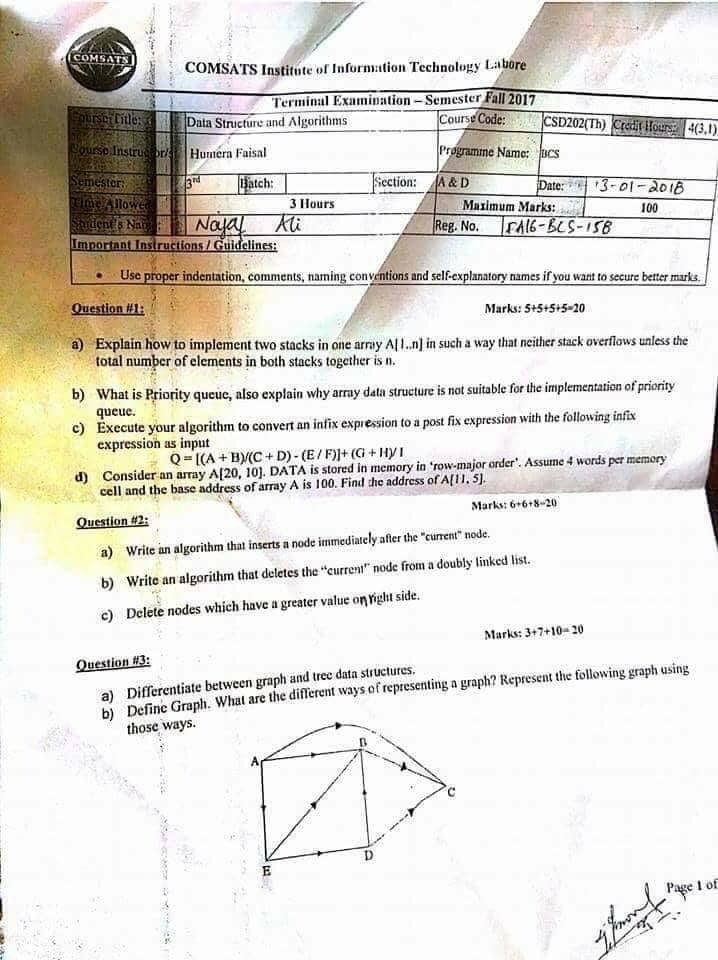 COMSATS
COMSATS Institute of Information Technology Lahore
Terminal Examination – Semester Fall 2017
Course Title: Data Structure and Algorithms Course Code: CSD202(Th) Credit Hours: 4(3,1)
Course Instructor/s: Humera Faisal Programme Name: BCS
Semester: 3rd Batch: Section: A & D Date: 13-01-2018
Time Allowed: 3 Hours Maximum Marks: 100
Student's Name: Ali Reg. No. FA16-BCS-158
Important Instructions / Guidelines:
• Use proper indentation, comments, naming conventions and self-explanatory names if you want to secure better marks.
Question #1: Marks: 5+5+5+5=20
a) Explain how to implement two stacks in one array A[1..n] in such a way that neither stack overflows unless the
total number of elements in both stacks together is n.
b) What is Priority queue, also explain why array data structure is not suitable for the implementation of priority
queue.
c) Execute your algorithm to convert an infix expression to a post fix expression with the following infix
expression as input
Q = [(A + B)/(C + D) - (E / F)]+ (G + H)/ I
d) Consider an array A[20, 10]. DATA is stored in memory in 'row-major order'. Assume 4 words per memory
cell and the base address of array A is 100. Find the address of A[11, 5].
Question #2: Marks: 6+6+8=20
a) Write an algorithm that inserts a node immediately after the "current" node.
b) Write an algorithm that deletes the "current" node from a doubly linked list.
c) Delete nodes which have a greater value on right side.
Question #3: Marks: 3+7+10= 20
a) Differentiate between graph and tree data structures.
b) Define Graph. What are the different ways of representing a graph? Represent the following graph using
those ways.
A
B
C
D
E
Page 1 of